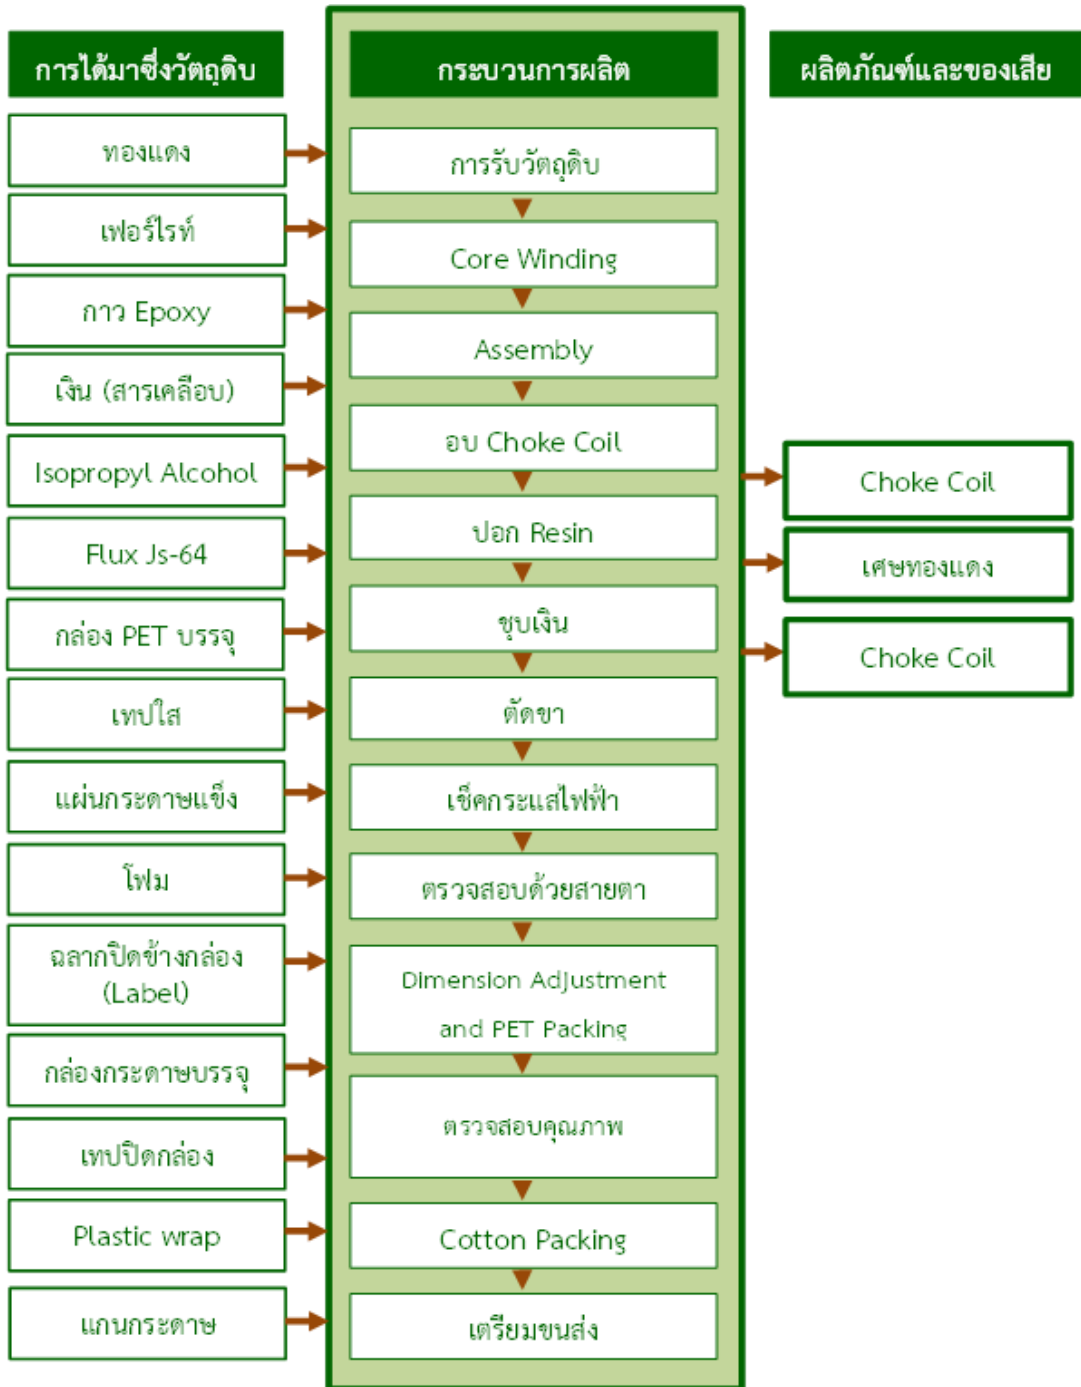 การได้มาซึ่งวัตถุดิบ
ทองแดง
เฟอร์ไรท์
กาว Epoxy
เงิน (สารเคลือบ)
Isopropyl Alcohol
Flux Js-64
กล่อง PET บรรจุ
เทปใส
แผ่นกระดาษแข็ง
โฟม
ฉลากปิดข้างกล่อง
(Label)
กล่องกระดาษบรรจุ
เทปปิดกล่อง
Plastic wrap
แกนกระดาษ
กระบวนการผลิต
การรับวัตถุดิบ
Core Winding
Assembly
อบ Choke Coil
ปอก Resin
ชุบเงิน
ตัดขา
เช็คกระแสไฟฟ้า
ตรวจสอบด้วยสายตา
Dimension Adjustment
and PET Packing
ตรวจสอบคุณภาพ
Cotton Packing
เตรียมขนส่ง
ผลิตภัณฑ์และของเสีย
Choke Coil
เศษทองแดง
Choke Coil